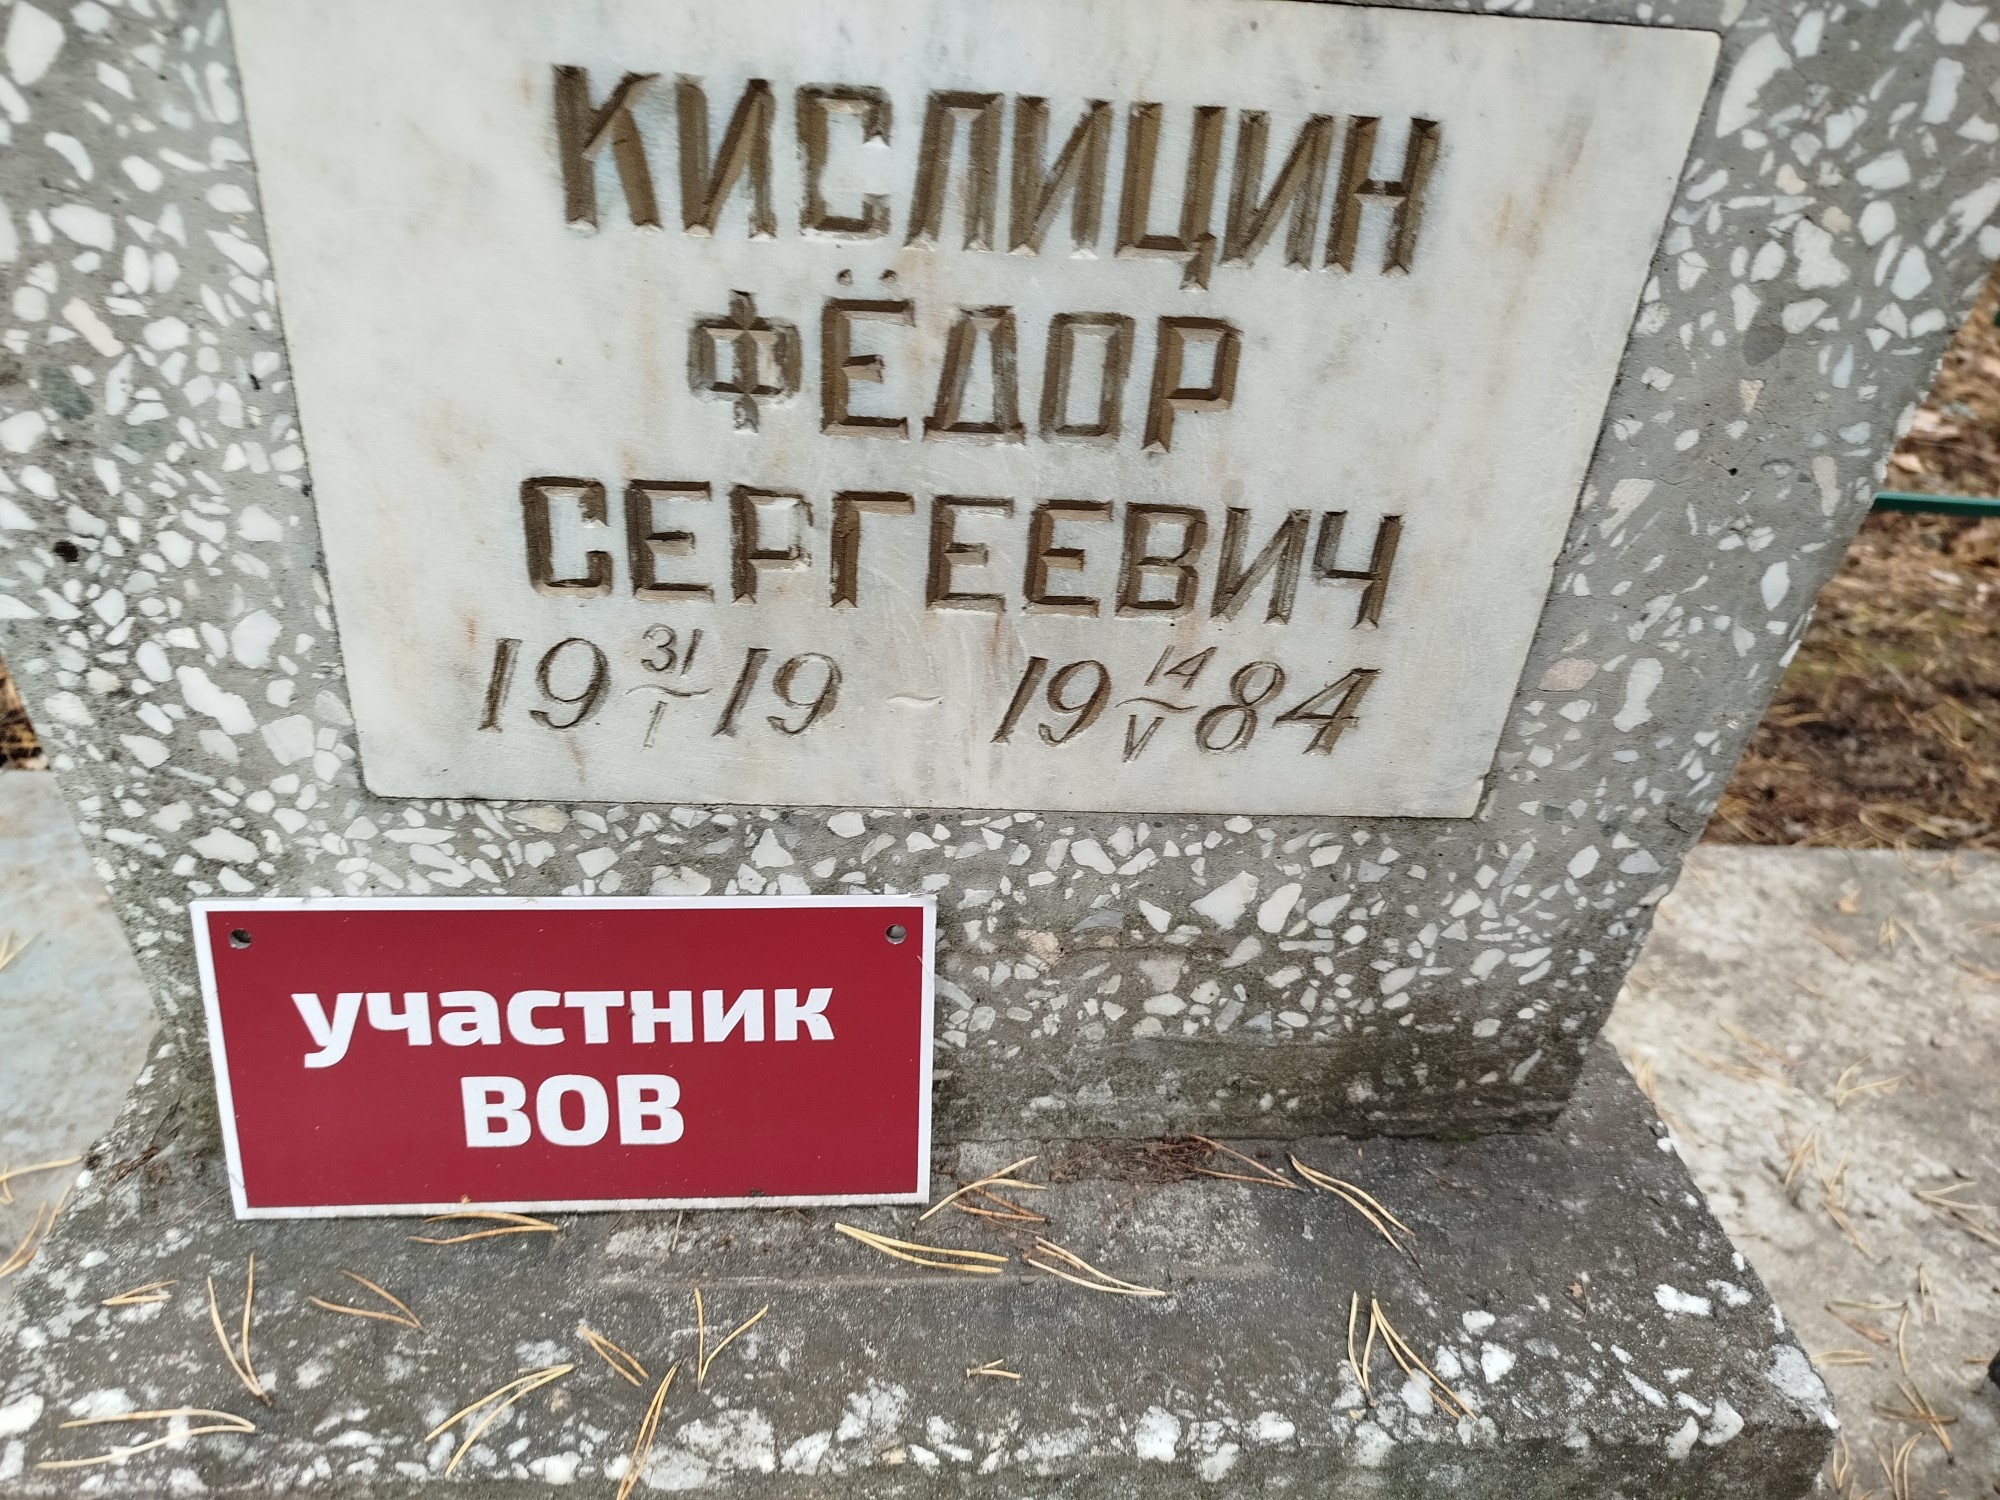 КИСЛИЦИН
ФЁДОР
СЕРГЕЕВИЧ
19 31/I 19 ~ 19 14/V 84
участник
ВОВ